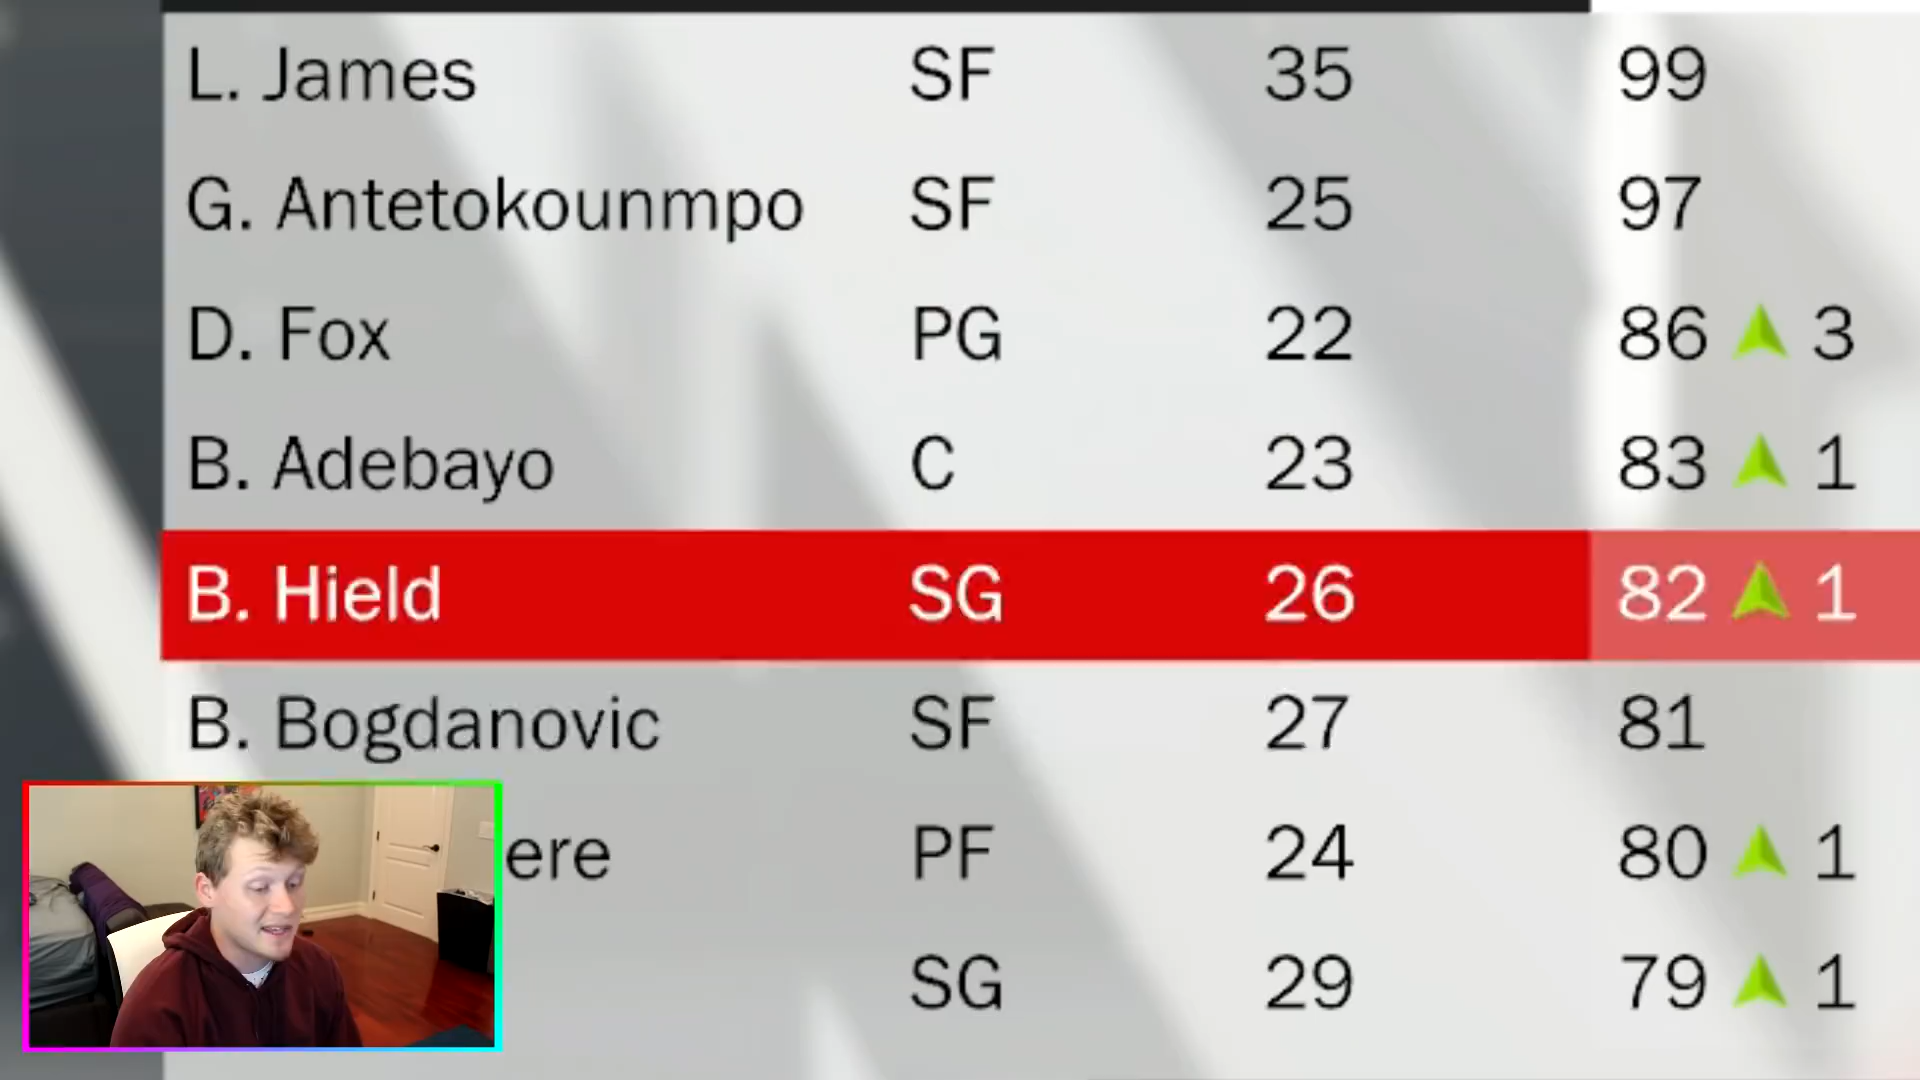 L. James SF 35 99
G. Antetokounmpo SF 25 97
D. Fox PG 22 86 3
B. Adebayo C 23 83 1
B. Hield SG 26 82 1
B. Bogdanovic SF 27 81
ere PF 24 80 1
SG 29 79 1